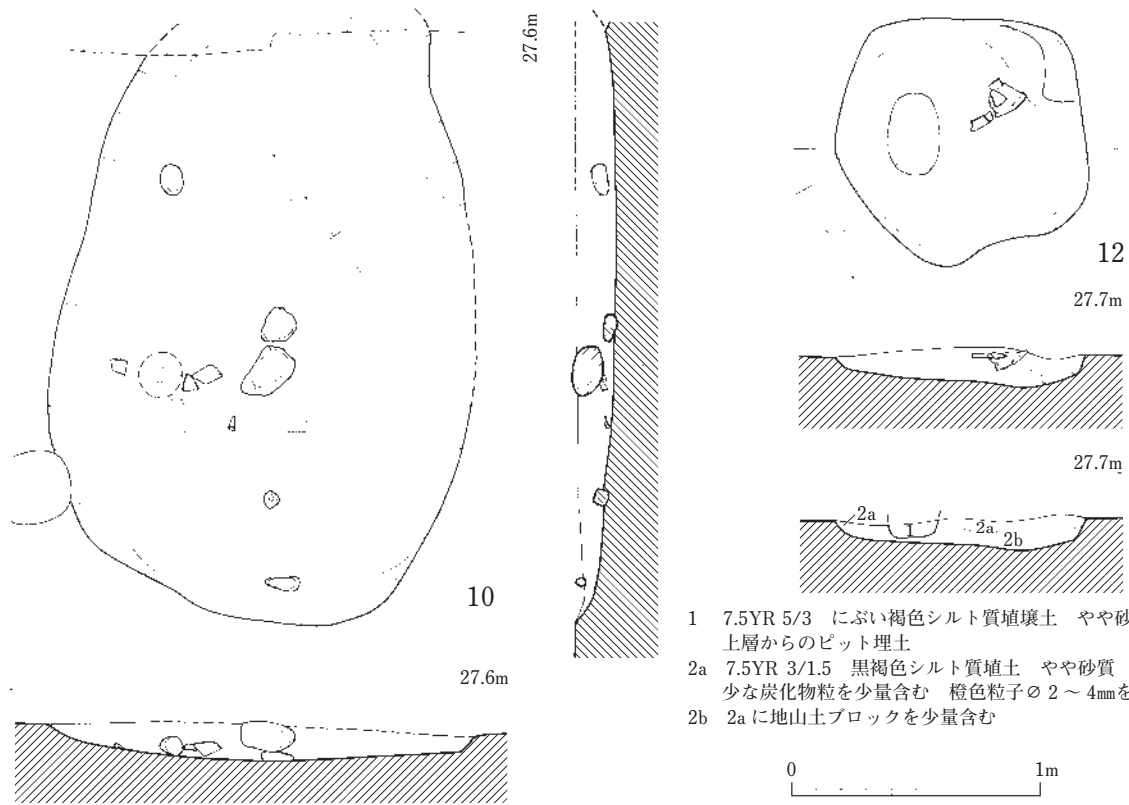 27.6m
12
27.7m
27.7m
2a
1
2a
2b
10
27.6m
1 7.5YR 5/3 にぶい褐色シルト質埴壌土 やや砂
上層からのピット埋土
2a 7.5YR 3/1.5 黒褐色シルト質埴土 やや砂質
少な炭化物粒を少量含む 橙色粒子∅ 2 ~ 4㎜を
2b 2a に地山土ブロックを少量含む
0 1m